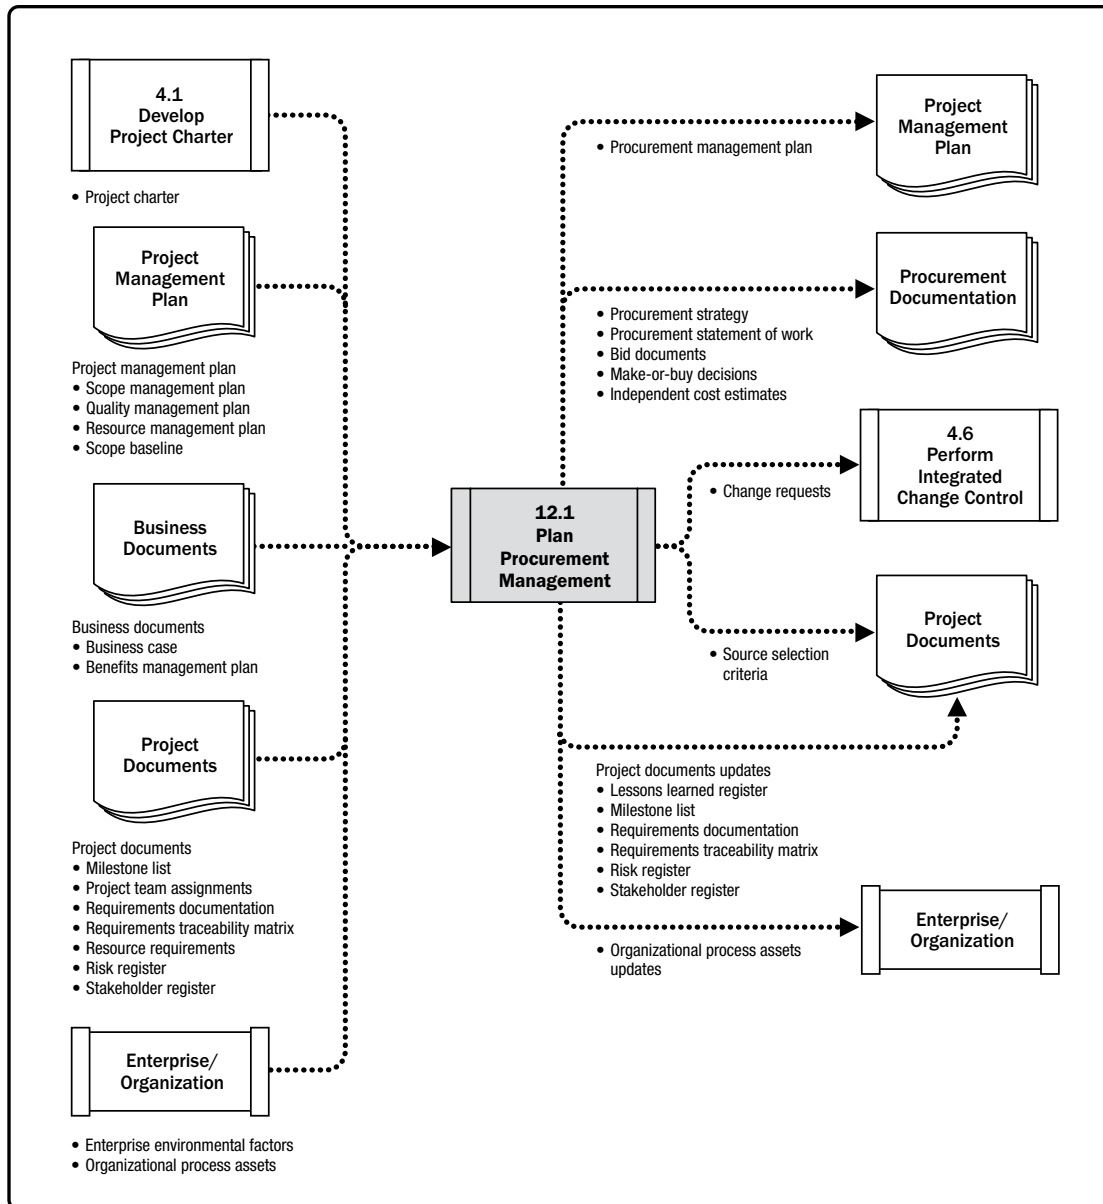 4.1
Develop
Project Charter
• Project charter
Project
Management
Plan
Project management plan
• Scope management plan
• Quality management plan
• Resource management plan
• Scope baseline
Business
Documents
Business documents
• Business case
• Benefits management plan
Project
Documents
Project documents
• Milestone list
• Project team assignments
• Requirements documentation
• Requirements traceability matrix
• Resource requirements
• Risk register
• Stakeholder register
Enterprise/
Organization
• Enterprise environmental factors
• Organizational process assets
12.1
Plan
Procurement
Management
• Procurement management plan
Project
Management
Plan
• Procurement strategy
• Procurement statement of work
• Bid documents
• Make-or-buy decisions
• Independent cost estimates
Procurement
Documentation
• Change requests
4.6
Perform
Integrated
Change Control
• Source selection
criteria
Project
Documents
Project documents updates
• Lessons learned register
• Milestone list
• Requirements documentation
• Requirements traceability matrix
• Risk register
• Stakeholder register
• Organizational process assets
updates
Enterprise/
Organization